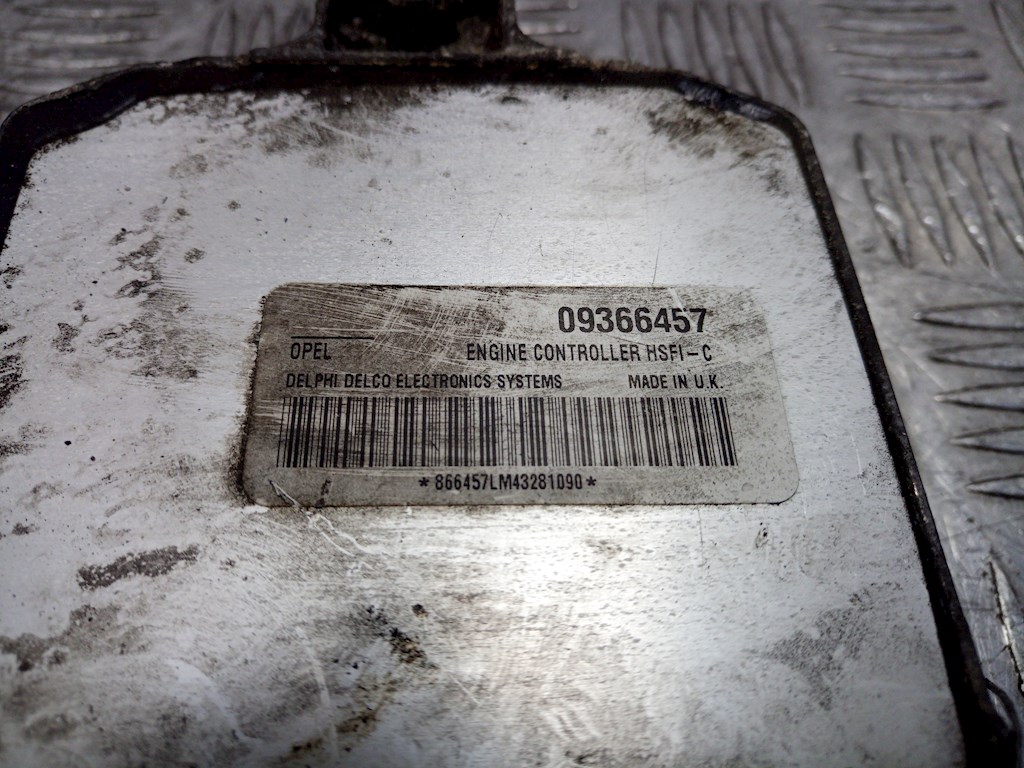 09366457
OPEL ENGINE CONTROLLER HSFI-C
DELPHI DELCO ELECTRONICS SYSTEMS MADE IN U.K.
*866457LM43281090*